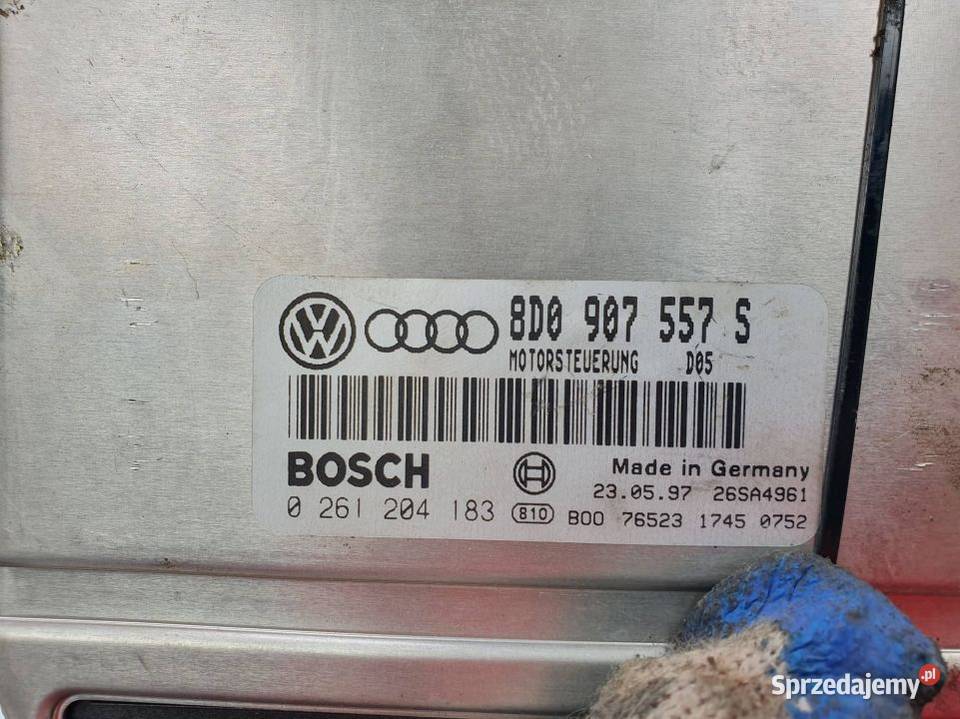 8D0 907 557 S
MOTORSTEUERUNG D05
BOSCH
Made in Germany
23.05.97 26SA4961
0 261 204 183 810 B00 76523 1745 0752
Sprzedajemy.pl